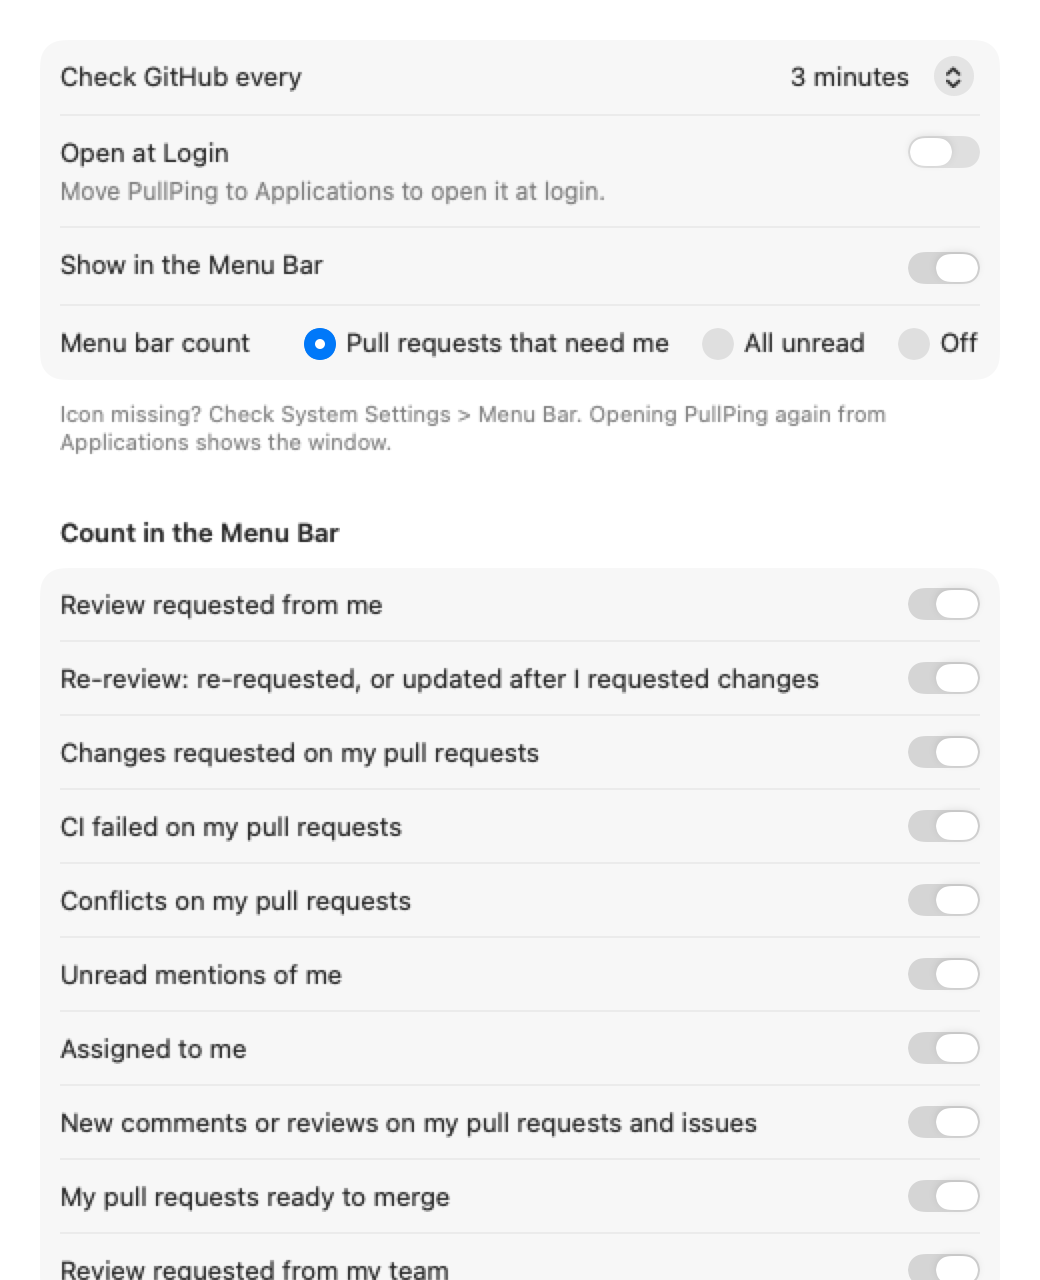 Check GitHub every 3 minutes
Open at Login
Move PullPing to Applications to open it at login.
Show in the Menu Bar
Menu bar count Pull requests that need me All unread Off
Icon missing? Check System Settings > Menu Bar. Opening PullPing again from
Applications shows the window.
Count in the Menu Bar
Review requested from me
Re-review: re-requested, or updated after I requested changes
Changes requested on my pull requests
CI failed on my pull requests
Conflicts on my pull requests
Unread mentions of me
Assigned to me
New comments or reviews on my pull requests and issues
My pull requests ready to merge
Review requested from my team